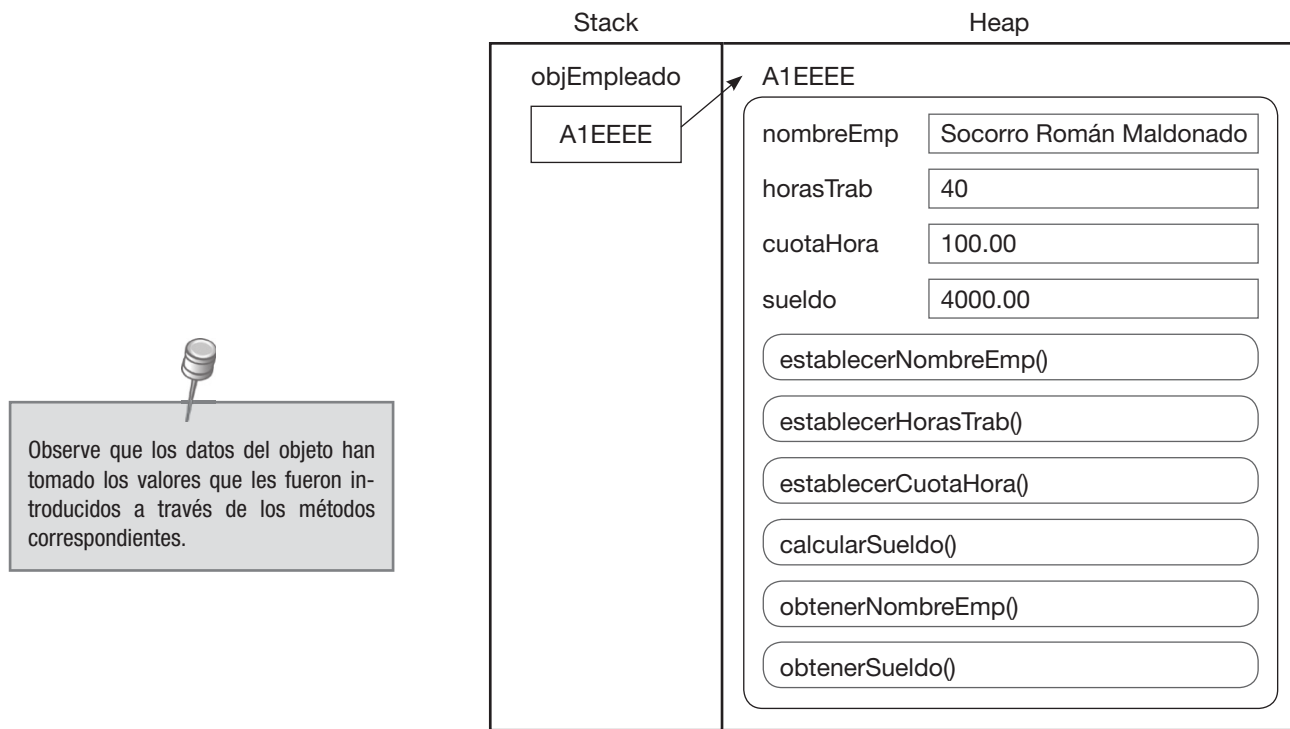 Stack
Heap
objEmpleado
A1EEEE
A1EEEE
nombreEmp
Socorro Román Maldonado
horasTrab
40
cuotaHora
100.00
sueldo
4000.00
establecerNombreEmp()
establecerHorasTrab()
establecerCuotaHora()
calcularSueldo()
obtenerNombreEmp()
obtenerSueldo()
Observe que los datos del objeto han
tomado los valores que les fueron in-
troducidos a través de los métodos
correspondientes.